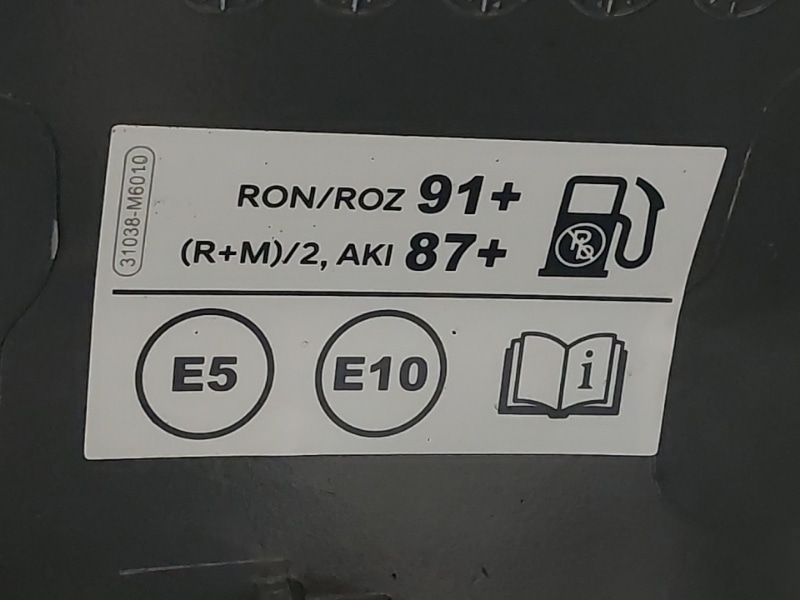 31038-M6010
RON/ROZ 91+
(R+M)/2, AKI 87+
Pb
E5
E10
i